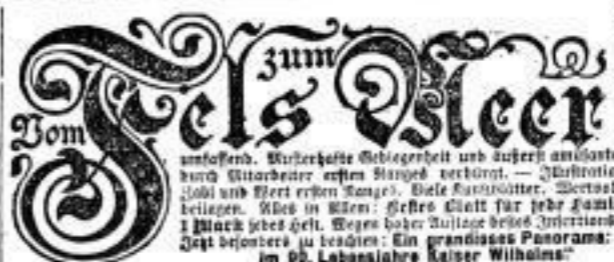 Vom Fels zum Meer
umfassend. Musterhafte Gediegenheit und äußerst amüsante
durch Mitarbeiter ersten Ranges verbürgt. —
Zahl und Wert ersten Ranges. Viele Kunstblätter.
beilagen. Alles in Allem: Erstes Blatt für jede
1 Mark jedes Heft. Wegen hoher Auflage bestes
Jetzt besonders zu beachten: Ein grandioses Panorama:
im 90. Lebensjahre Kaiser Wilhelms"